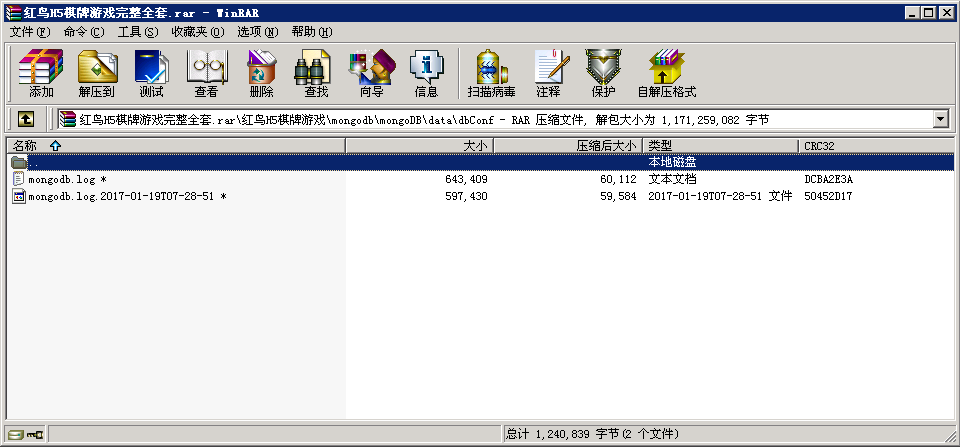 红鸟H5棋牌游戏完整全套.rar - WinRAR
文件(F) 命令(C) 工具(S) 收藏夹(O) 选项(N) 帮助(H)
添加 解压到 测试 查看 删除 查找 向导 信息 扫描病毒 注释 保护 自解压格式
红鸟H5棋牌游戏完整全套.rar\红鸟H5棋牌游戏\mongodb\mongoDB\data\dbConf - RAR 压缩文件, 解包大小为 1,171,259,082 字节
名称 大小 压缩后大小 类型 CRC32
.. 本地磁盘
mongodb.log * 643,409 60,112 文本文档 DCBA2E3A
mongodb.log.2017-01-19T07-28-51 * 597,430 59,584 2017-01-19T07-28-51 文件 50452D17
总计 1,240,839 字节(2 个文件)